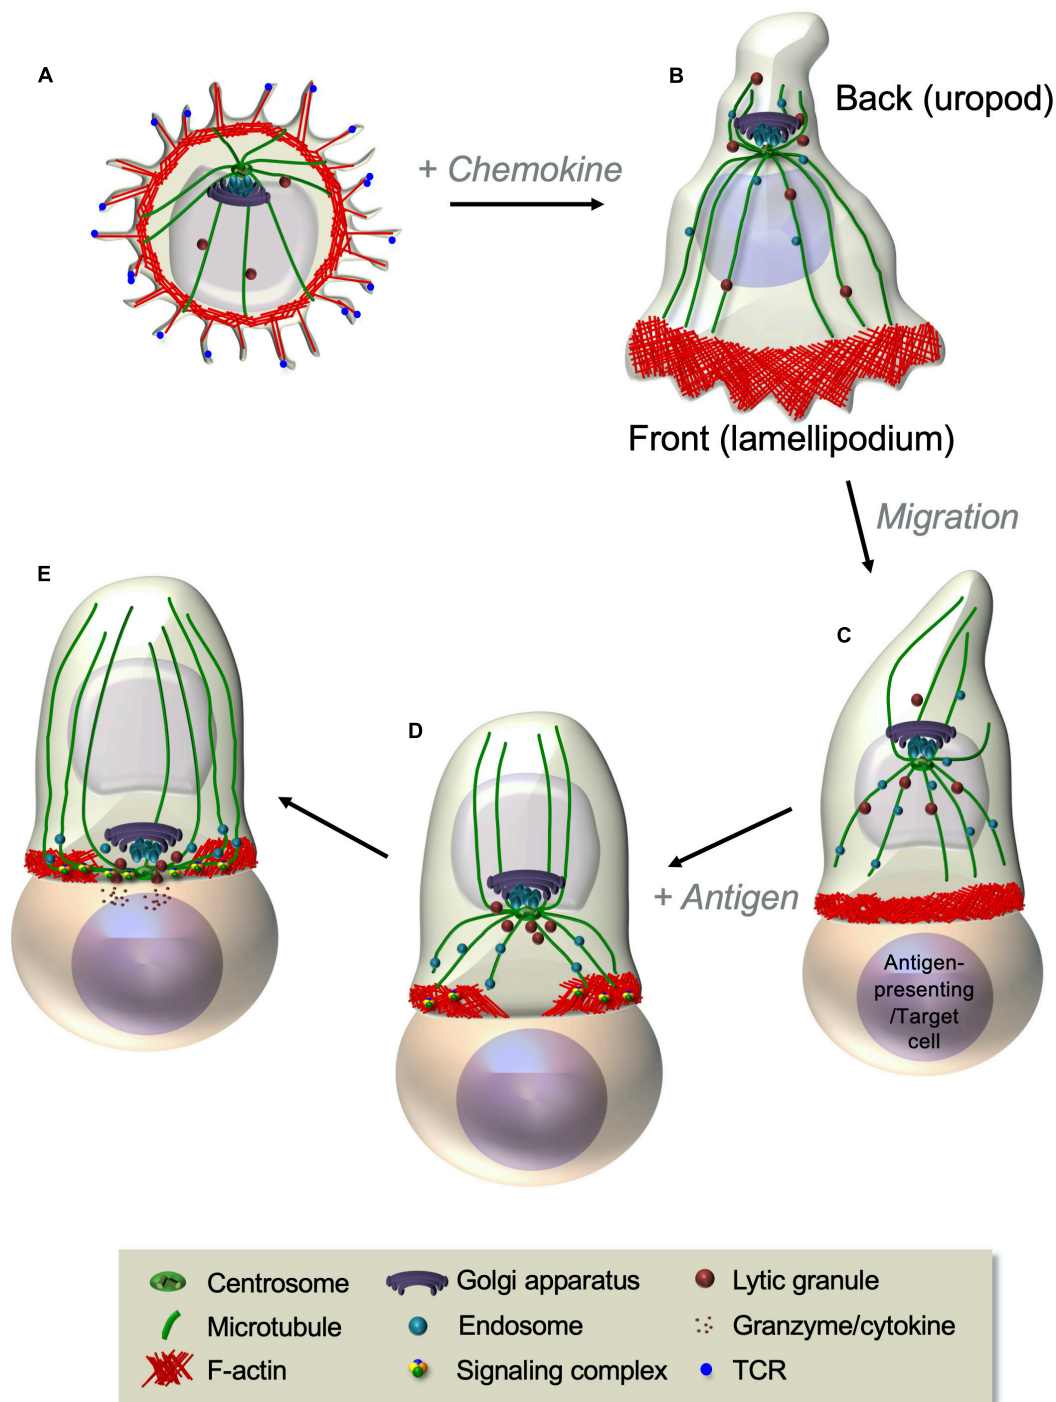 A
+ Chemokine
B
Back (uropod)
Front (lamellipodium)
Migration
E
C
D
+ Antigen
Antigen-
presenting
/Target
cell
Centrosome
Golgi apparatus
Lytic granule
Microtubule
Endosome
Granzyme/cytokine
F-actin
Signaling complex
TCR